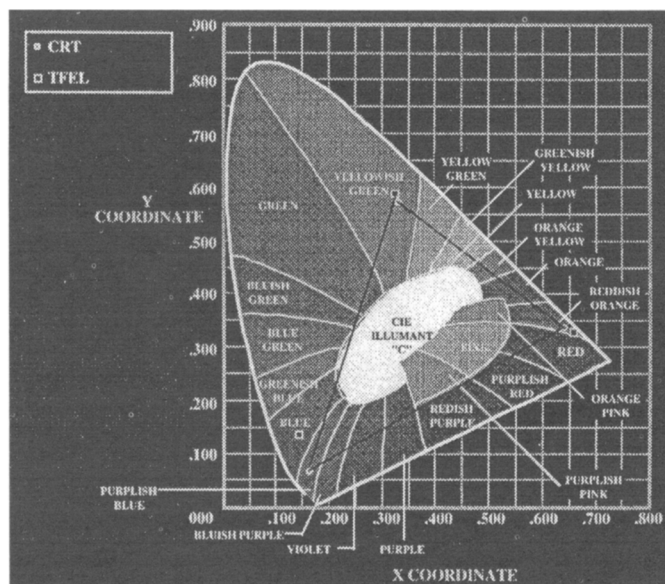 .900
CRT
TFEL
.800
.700
.600
.500
.400
.300
.200
.100
000
Y
COORDINATE
YELLOWISH
GREEN
YELLOW
GREEN
GREENISH
YELLOW
YELLOW
ORANGE
YELLOW
ORANGE
REDDISH
ORANGE
GREEN
BLUISH
GREEN
BLUE
GREEN
GREENISH
BLUE
BLUE
CIE
ILLUMANT
"C"
PINK
RED
PURPLISH
RED
ORANGE
PINK
REDISH
PURPLE
PURPLISH
PINK
PURPLISH
BLUE
BLUISH PURPLE
VIOLET
PURPLE
.100
.200
.300
.400
.500
.600
.700
.800
X COORDINATE